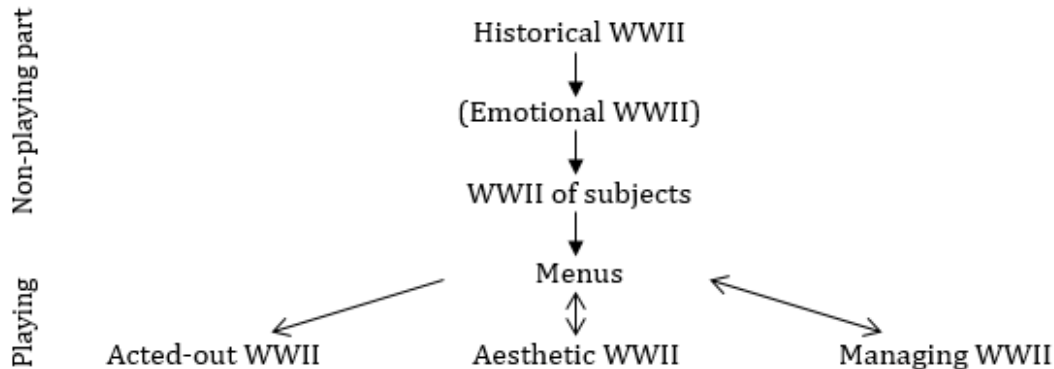 Non-playing part
Historical WWII
(Emotional WWII)
WWII of subjects
Playing
Menus
Acted-out WWII
Aesthetic WWII
Managing WWII